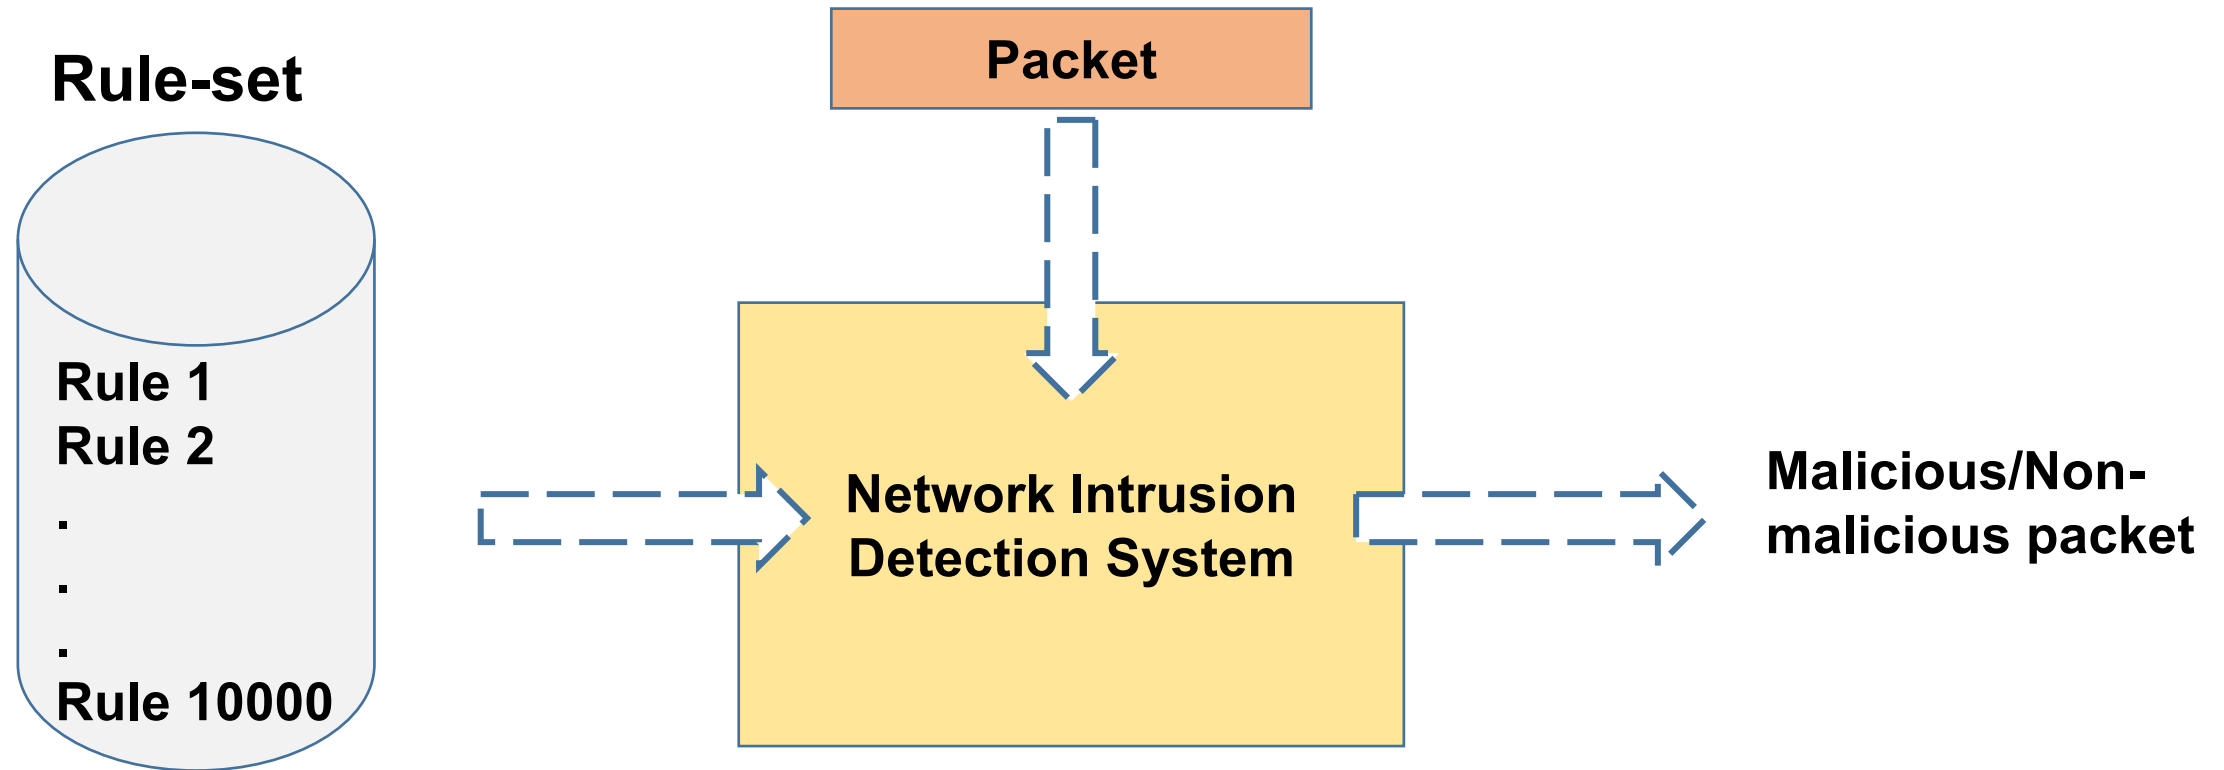 Rule-set
Rule 1
Rule 2
.
.
.
Rule 10000
Packet
Network Intrusion
Detection System
Malicious/Non-
malicious packet